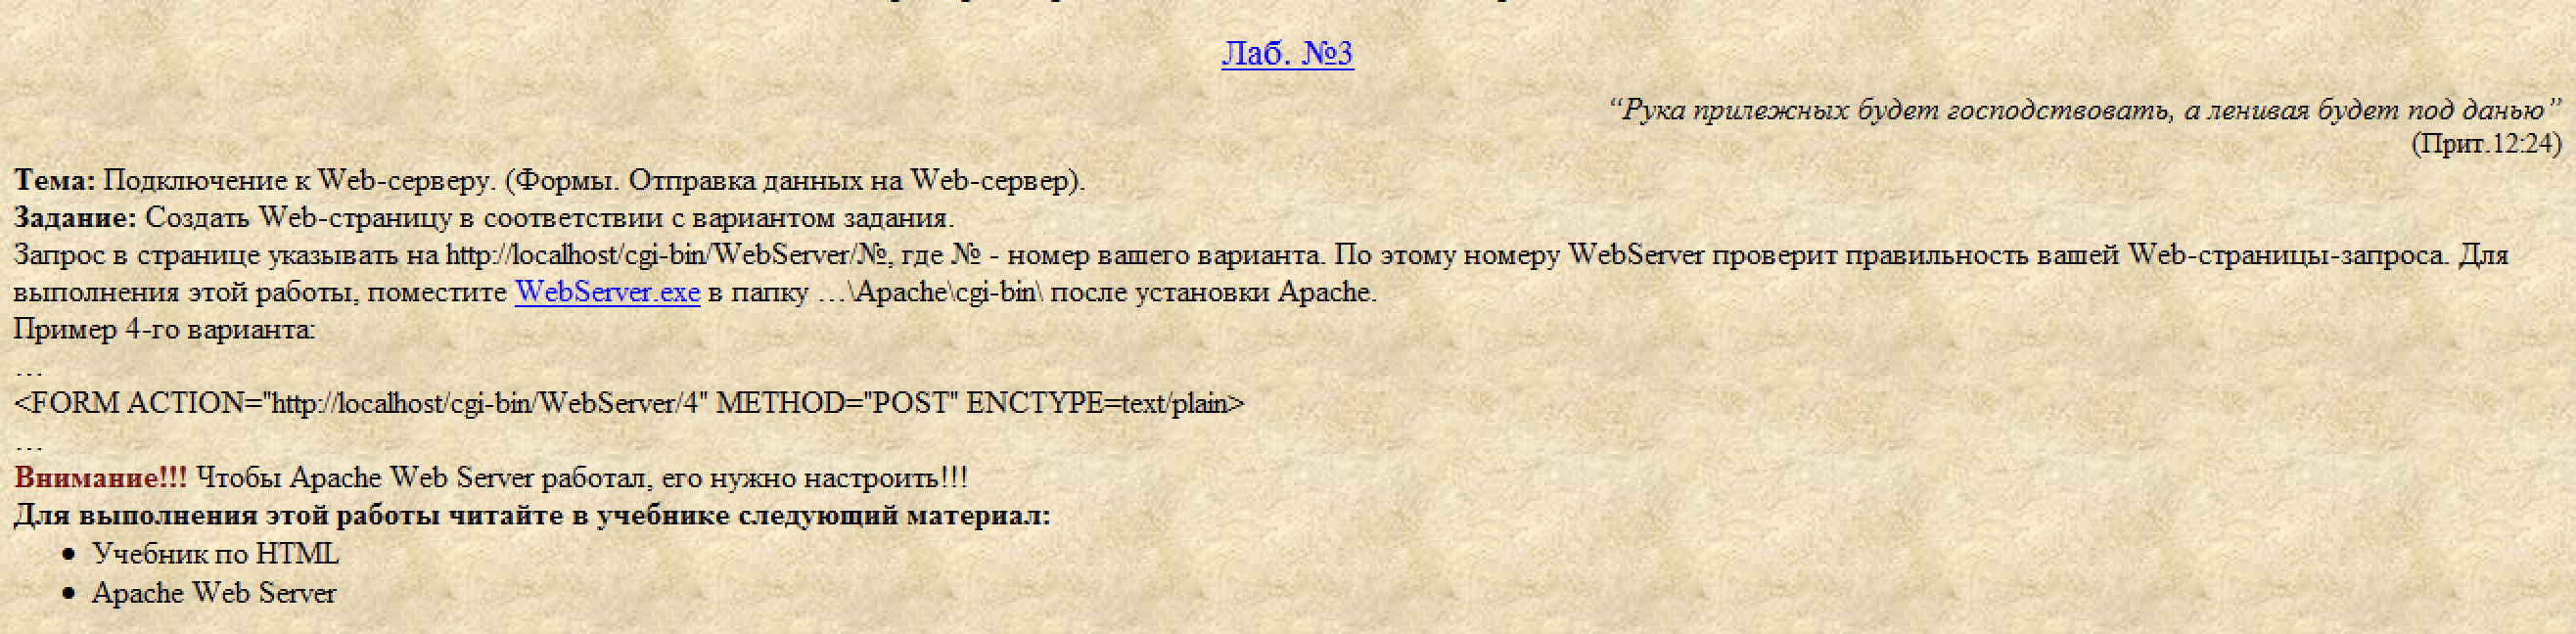 Лаб. №3
“Рука прилежных будет господствовать, а ленивая будет под данью”
(Прит.12:24)
Тема: Подключение к Web-серверу. (Формы. Отправка данных на Web-сервер).
Задание: Создать Web-страницу в соответствии с вариантом задания.
Запрос в странице указывать на http://localhost/cgi-bin/WebServer/№, где № - номер вашего варианта. По этому номеру WebServer проверит правильность вашей Web-страницы-запроса. Для
выполнения этой работы, поместите WebServer.exe в папку …\Apache\cgi-bin\ после установки Apache.
Пример 4-го варианта:
…
<FORM ACTION="http://localhost/cgi-bin/WebServer/4" METHOD="POST" ENCTYPE=text/plain>
…
Внимание!!! Чтобы Apache Web Server работал, его нужно настроить!!!
Для выполнения этой работы читайте в учебнике следующий материал:
• Учебник по HTML
• Apache Web Server